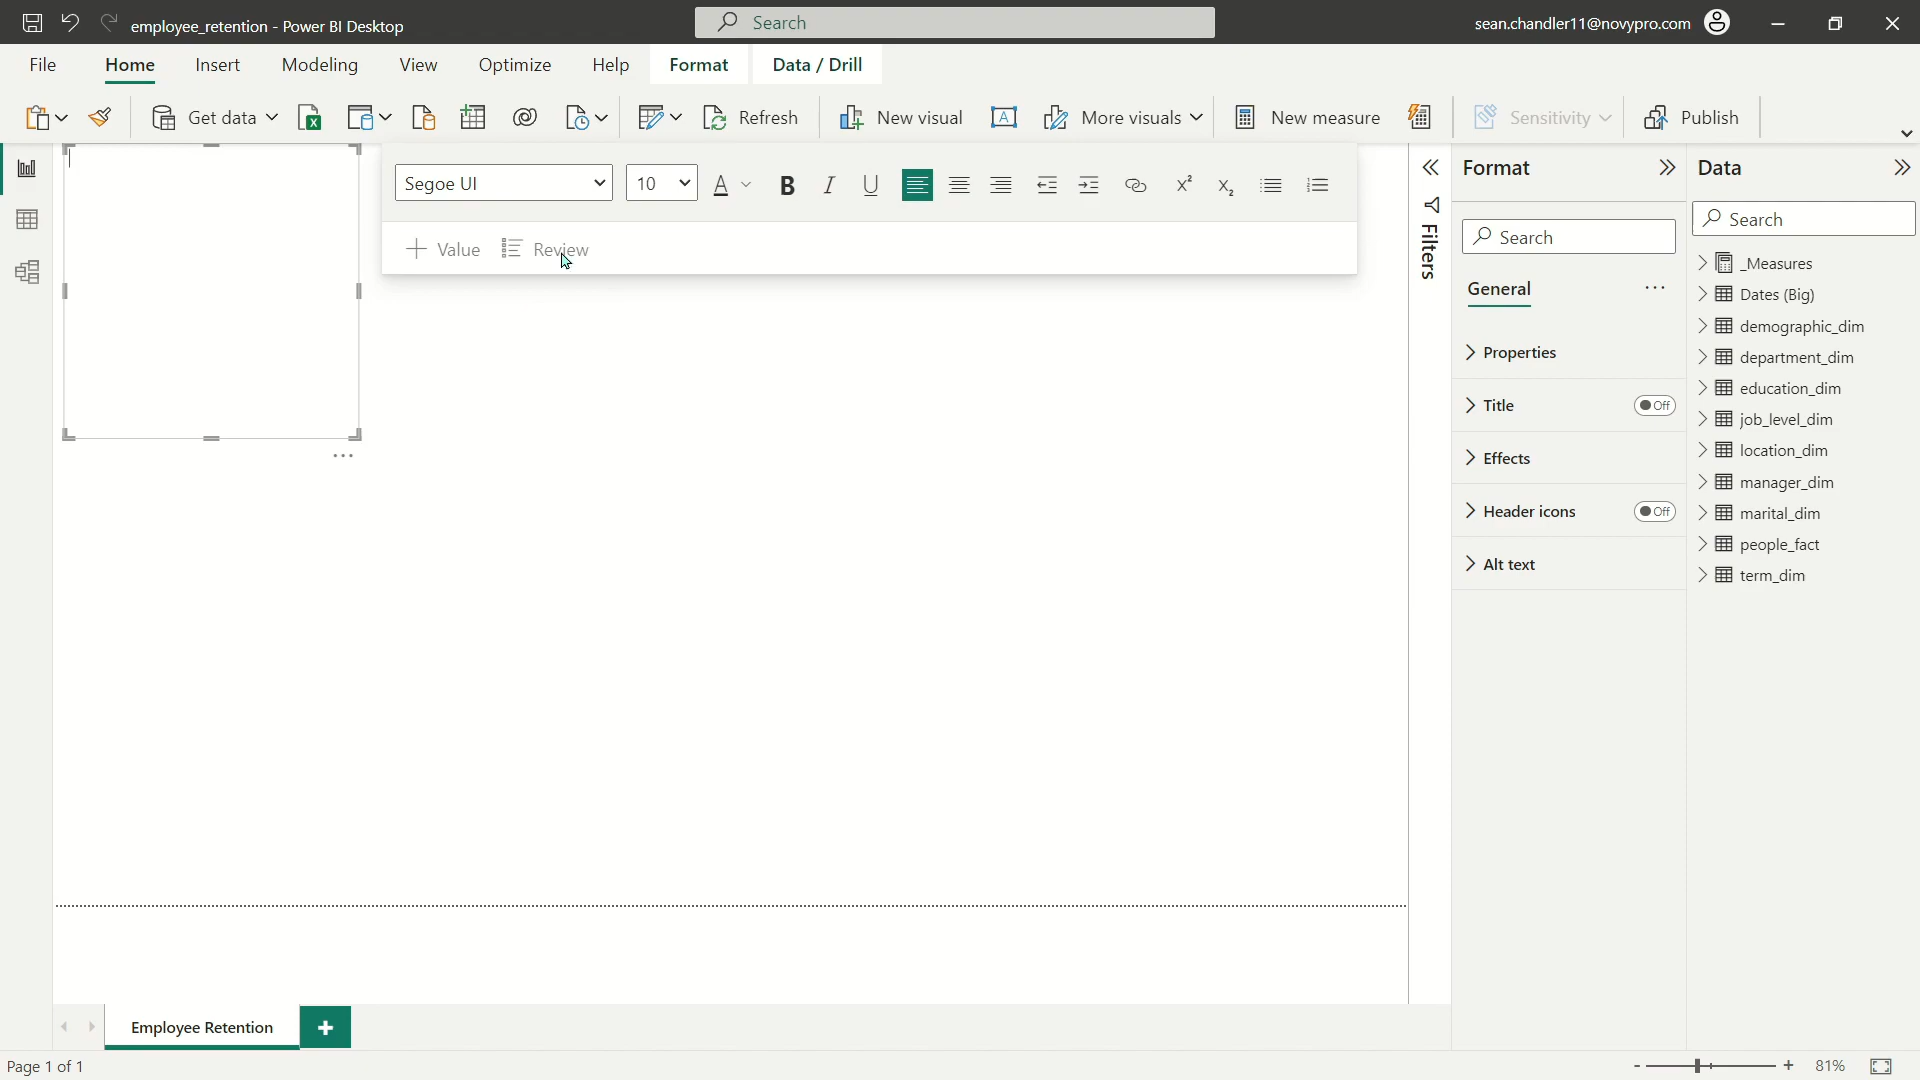 employee_retention - Power BI Desktop
Search
sean.chandler11@novypro.com
File Home Insert Modeling View Optimize Help Format Data / Drill
Get data Refresh New visual More visuals New measure Sensitivity Publish
Segoe UI 10 A B I U
Value Review
Filters
Format
Search
General
Properties
Title Off
Effects
Header icons Off
Alt text
Data
Search
_Measures
Dates (Big)
demographic_dim
department_dim
education_dim
job_level_dim
location_dim
manager_dim
marital_dim
people_fact
term_dim
Employee Retention
Page 1 of 1
- + 81%